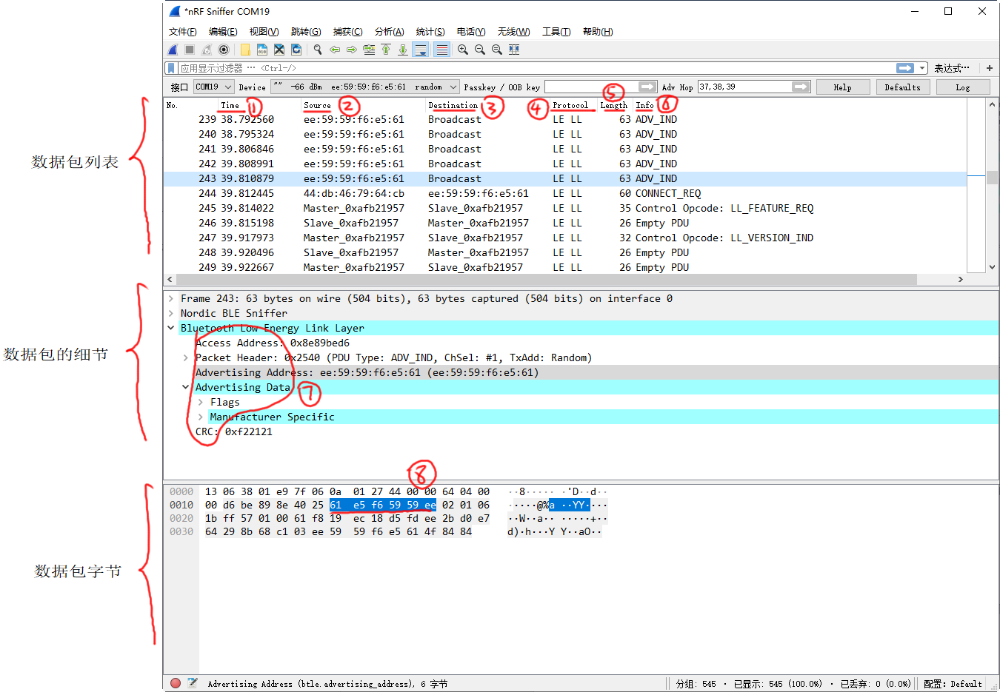 *nRF Sniffer COM19
文件(F) 编辑(E) 视图(V) 跳转(G) 捕获(C) 分析(A) 统计(S) 电话(Y) 无线(W) 工具(T) 帮助(H)
应用显示过滤器 … <Ctrl-/> 表达式… +
接口 COM19 Device "" -66 dBm ee:59:59:f6:e5:61 random Passkey / OOB key Adv Hop 37,38,39 Help Defaults Log
No. Time ① Source ② Destination ③ ④ Protocol Length ⑤ Info ⑥
239 38.792560 ee:59:59:f6:e5:61 Broadcast LE LL 63 ADV_IND
240 38.795324 ee:59:59:f6:e5:61 Broadcast LE LL 63 ADV_IND
241 39.806846 ee:59:59:f6:e5:61 Broadcast LE LL 63 ADV_IND
242 39.808991 ee:59:59:f6:e5:61 Broadcast LE LL 63 ADV_IND
243 39.810879 ee:59:59:f6:e5:61 Broadcast LE LL 63 ADV_IND
244 39.812445 44:db:46:79:64:cb ee:59:59:f6:e5:61 LE LL 60 CONNECT_REQ
245 39.814022 Master_0xafb21957 Slave_0xafb21957 LE LL 35 Control Opcode: LL_FEATURE_REQ
246 39.815198 Slave_0xafb21957 Master_0xafb21957 LE LL 26 Empty PDU
247 39.917973 Master_0xafb21957 Slave_0xafb21957 LE LL 32 Control Opcode: LL_VERSION_IND
248 39.920496 Slave_0xafb21957 Master_0xafb21957 LE LL 26 Empty PDU
249 39.922667 Master_0xafb21957 Slave_0xafb21957 LE LL 26 Empty PDU
数据包列表
Frame 243: 63 bytes on wire (504 bits), 63 bytes captured (504 bits) on interface 0
Nordic BLE Sniffer
Bluetooth Low Energy Link Layer
Access Address: 0x8e89bed6
Packet Header: 0x2540 (PDU Type: ADV_IND, ChSel: #1, TxAdd: Random)
Advertising Address: ee:59:59:f6:e5:61 (ee:59:59:f6:e5:61)
Advertising Data ⑦
Flags
Manufacturer Specific
CRC: 0xf22121
数据包的细节
⑧
0000 13 06 38 01 e9 7f 06 0a 01 27 44 00 00 64 04 00 ··8····· ·'D··d··
0010 00 d6 be 89 8e 40 25 61 e5 f6 59 59 ee 02 01 06 ·····@%a ··YY····
0020 1b ff 57 01 00 61 f8 19 ec 18 d5 fd ee 2b d0 e7 ··W··a·· ·····+··
0030 64 29 8b 68 c1 03 ee 59 59 f6 e5 61 4f 84 84 d)·h···Y Y··aO··
数据包字节
Advertising Address (btle.advertising_address), 6 字节 分组: 545 · 已显示: 545 (100.0%) · 已丢弃: 0 (0.0%) 配置: Default